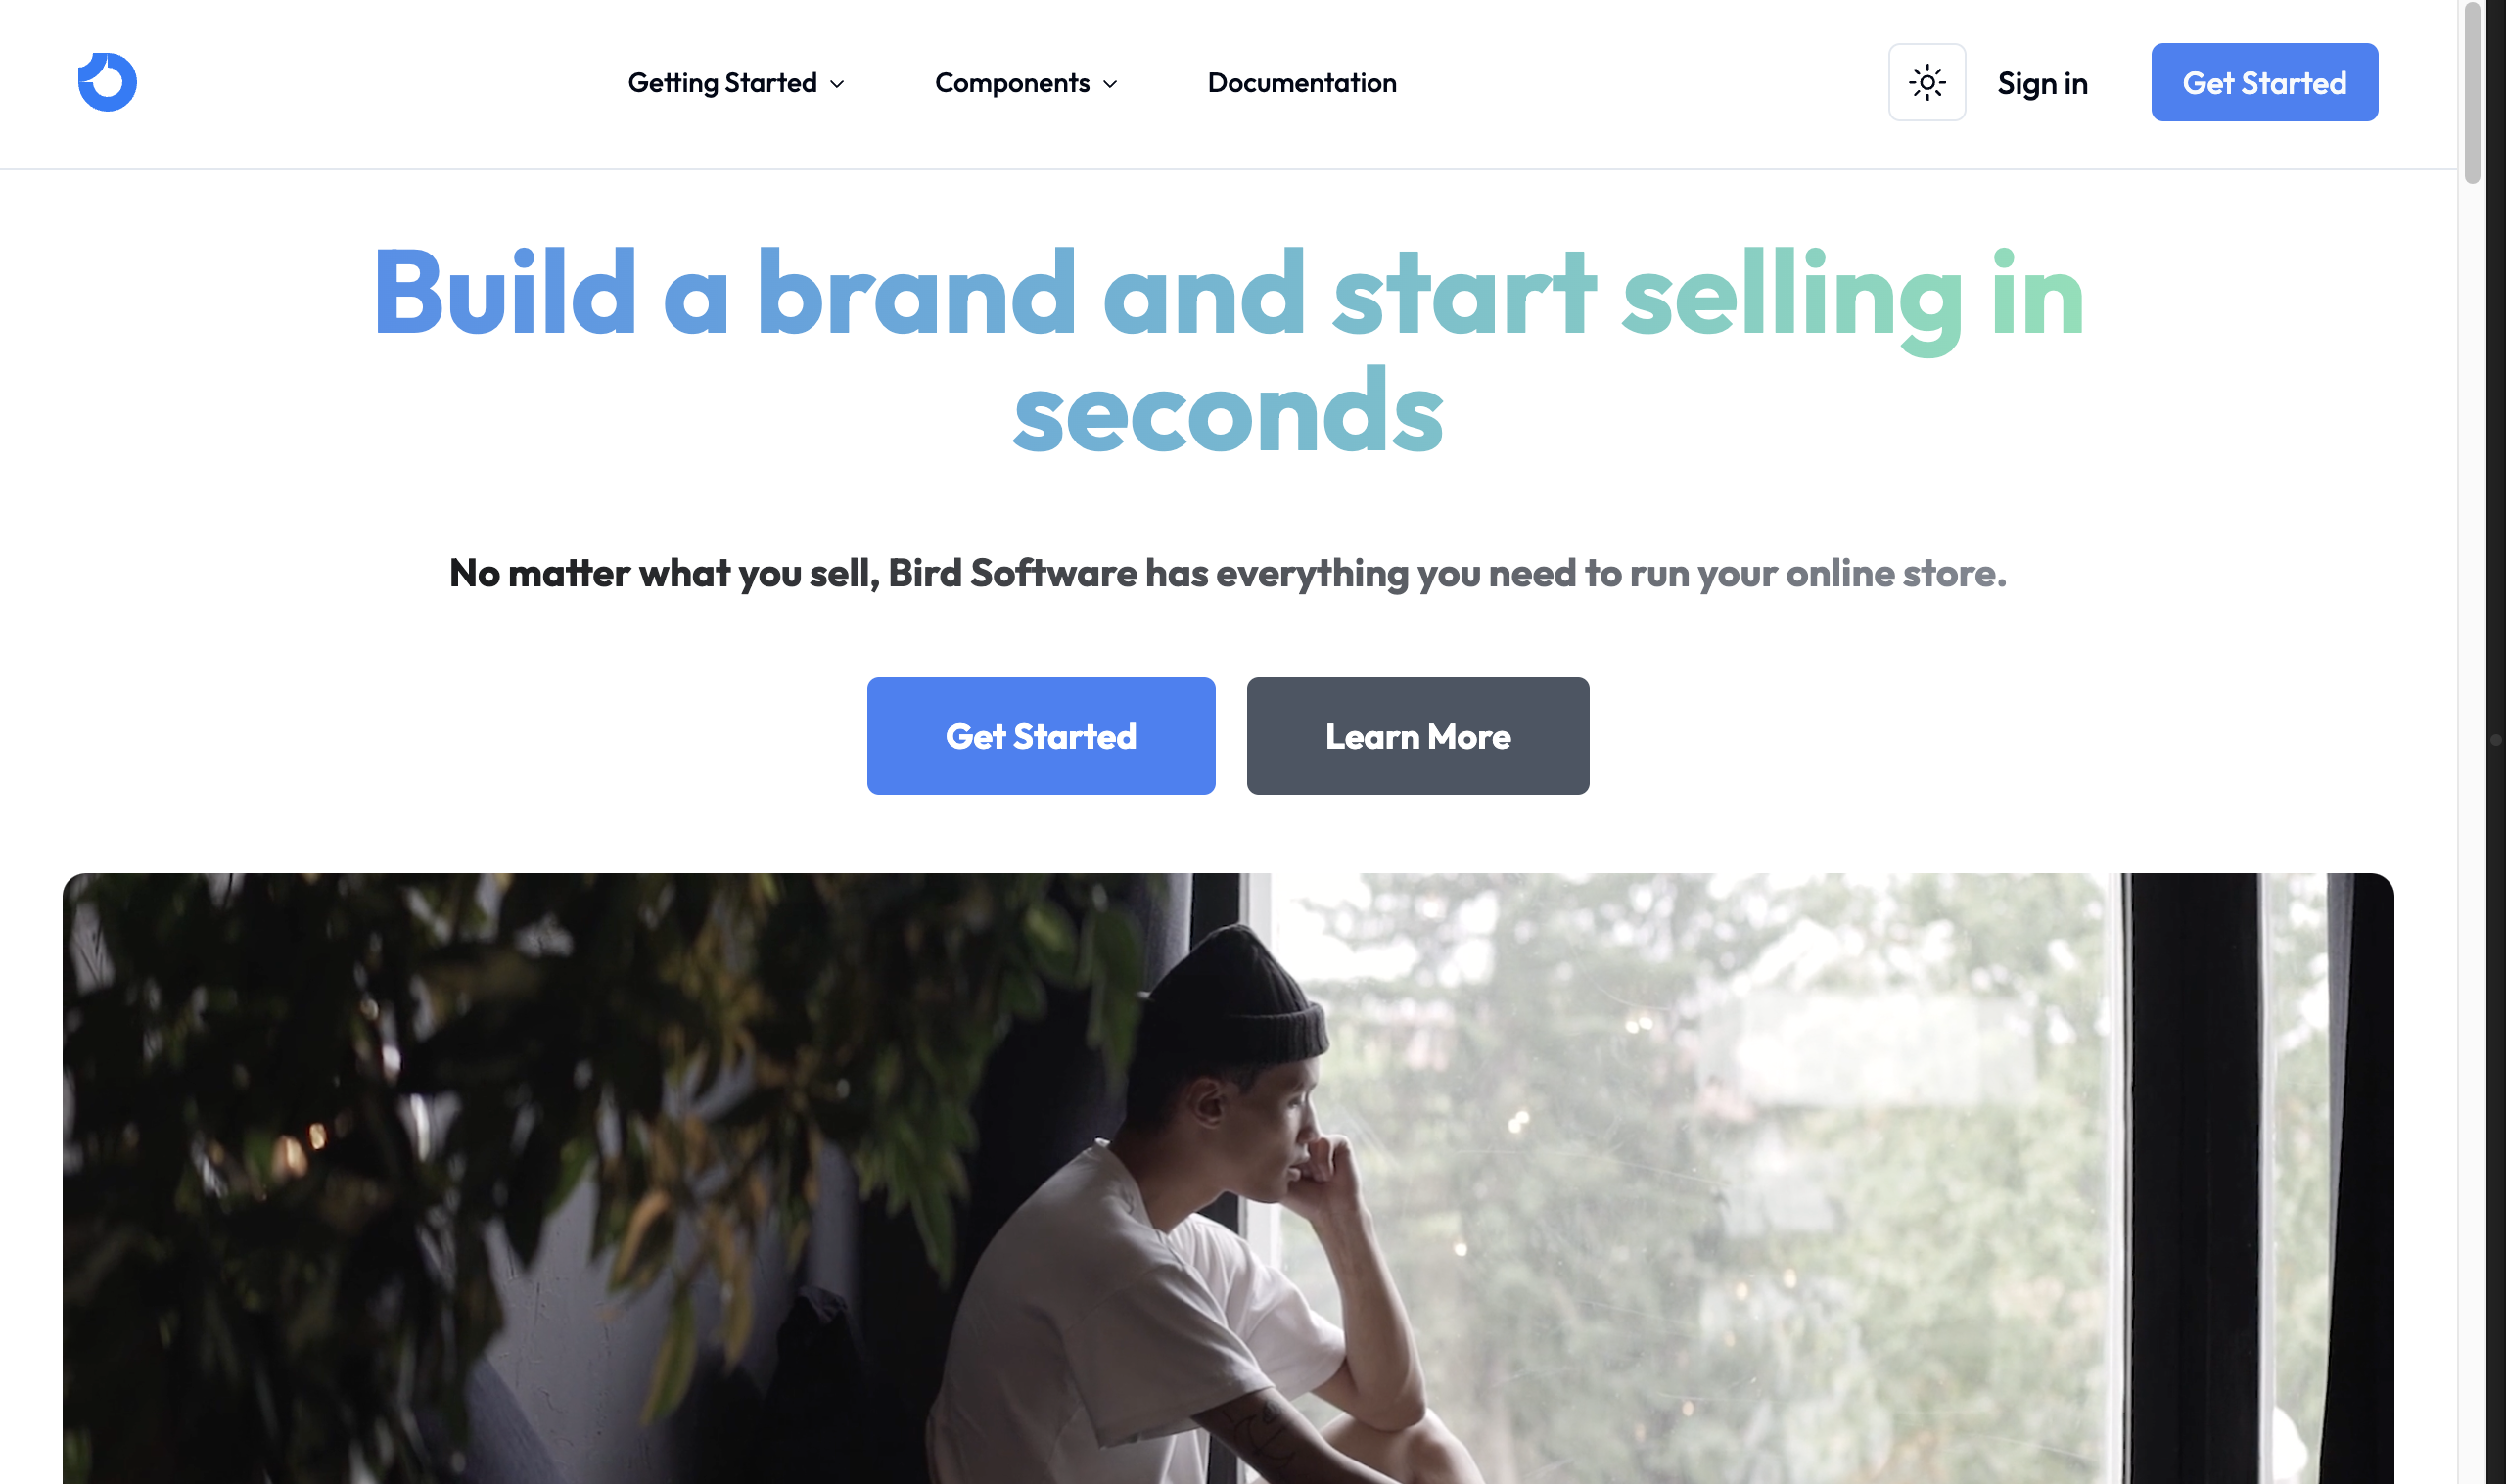 Getting Started
Components
Documentation
Sign in
Get Started
Build a brand and start selling in
seconds
No matter what you sell, Bird Software has everything you need to run your online store.
Get Started
Learn More